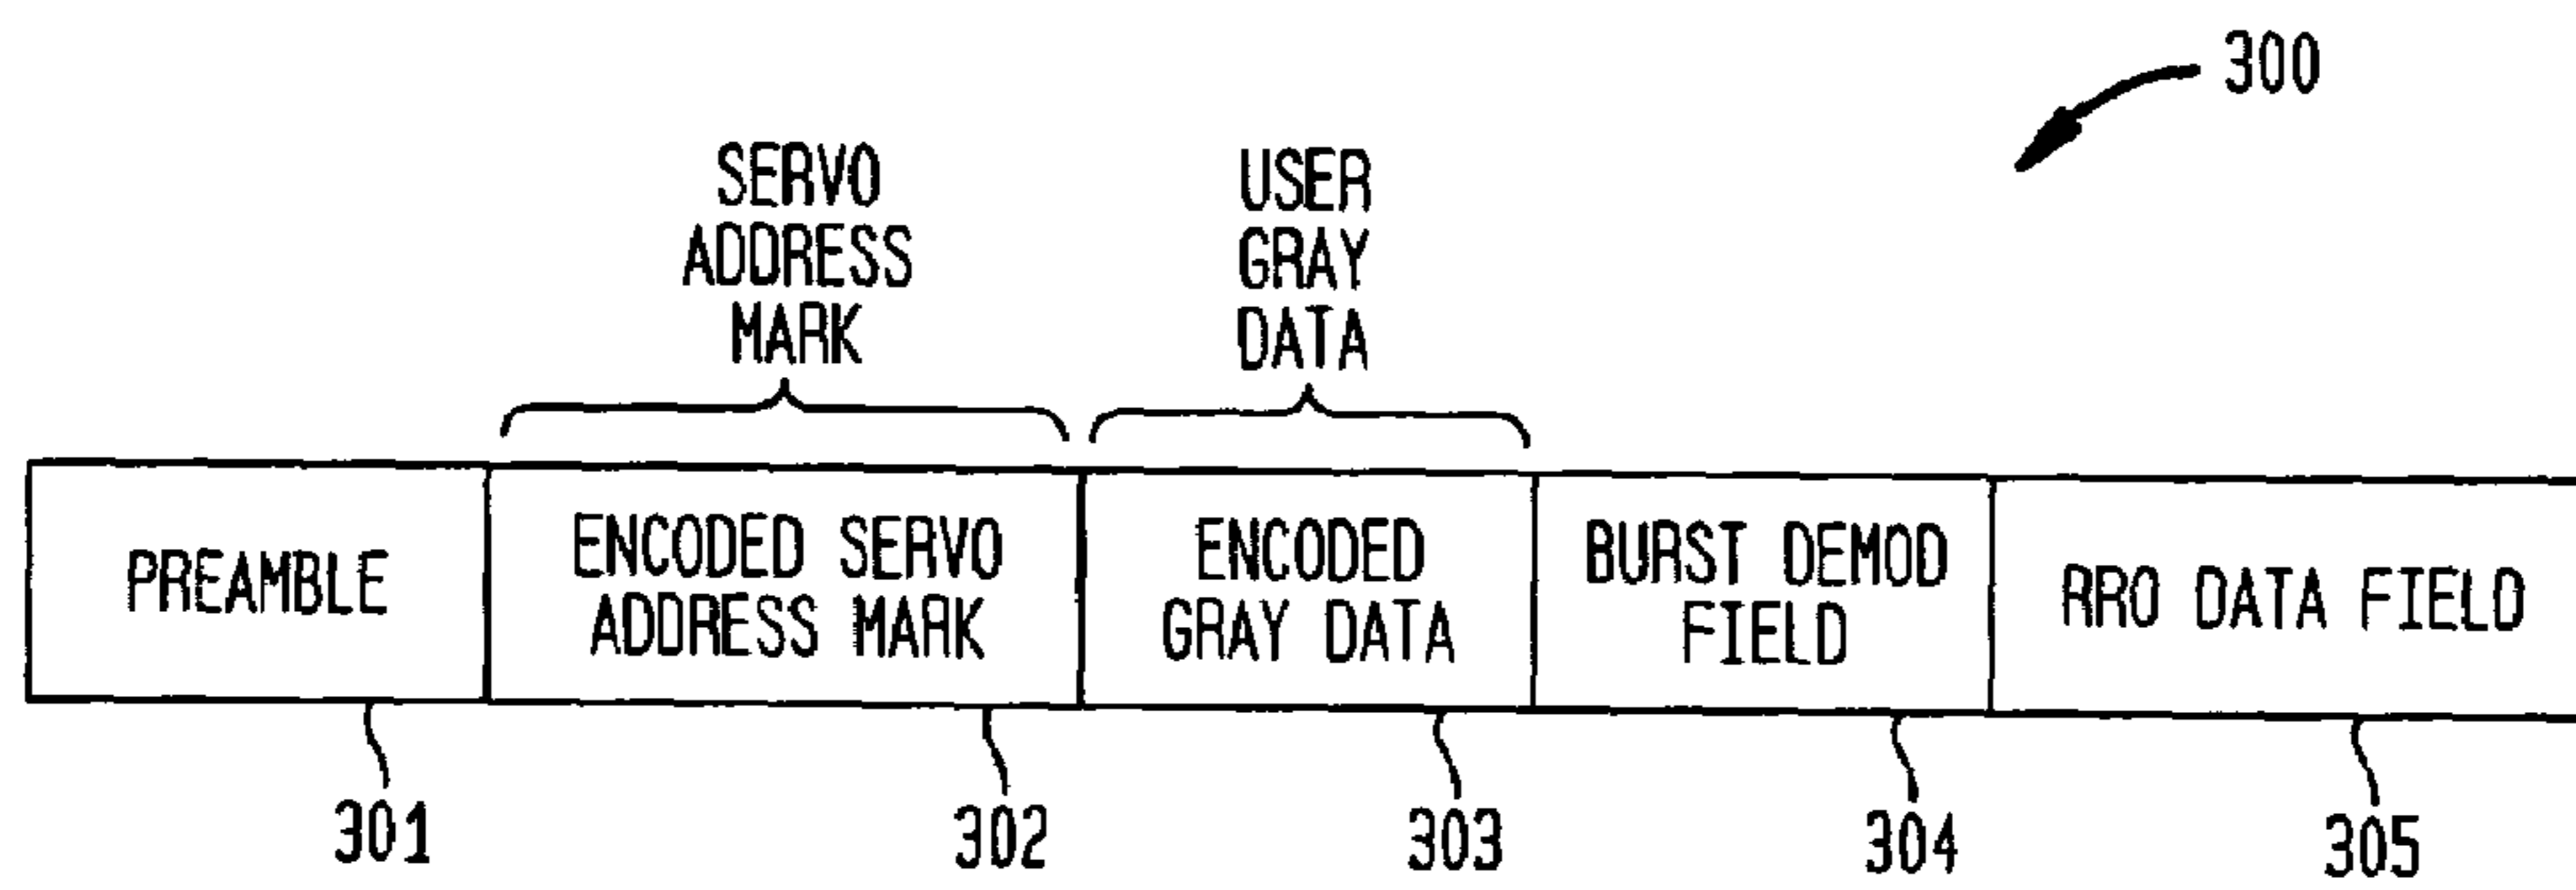 300
SERVO
ADDRESS
MARK
USER
GRAY
DATA
PREAMBLE
ENCODED SERVO
ADDRESS MARK
ENCODED
GRAY DATA
BURST DEMOD
FIELD
RRO DATA FIELD
301
302
303
304
305